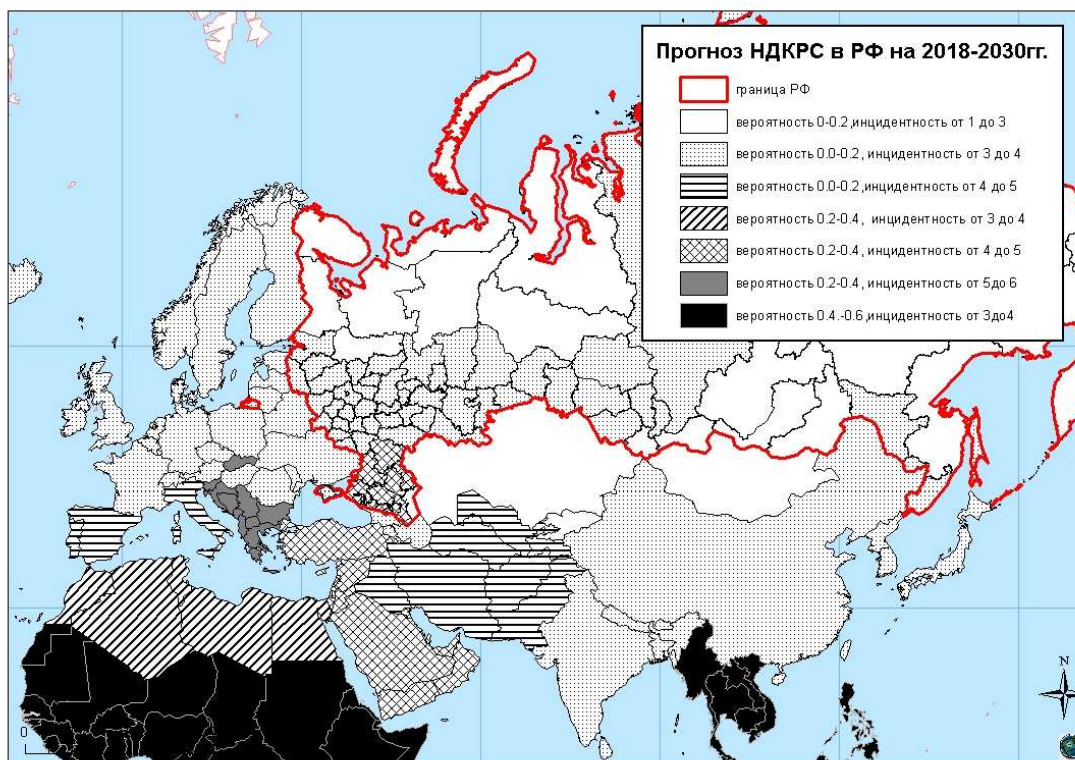 Прогноз НДКРС в РФ на 2018-2030гг.
граница РФ
вероятность 0-0.2,инцидентность от 1 до 3
вероятность 0.0-0.2, инцидентность от 3 до 4
вероятность 0.0-0.2,инцидентность от 4 до 5
вероятность 0.2-0.4, инцидентность от 3 до 4
вероятность 0.2-0.4, инцидентность от 4 до 5
вероятность 0.2-0.4, инцидентность от 5до 6
вероятность 0.4.-0.6,инцидентность от 3до4
N
0